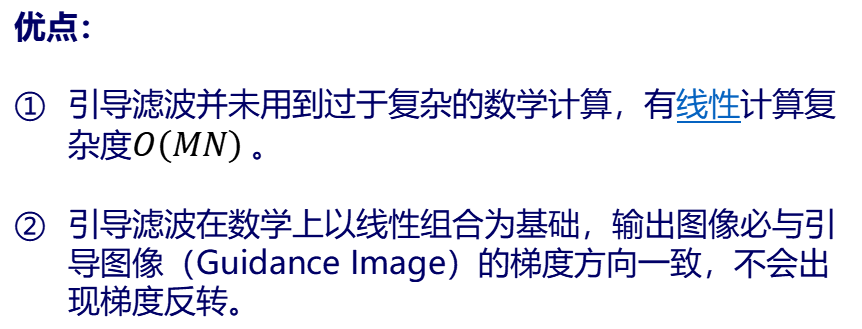 优点：
① 引导滤波并未用到过于复杂的数学计算，有线性计算复
杂度O(MN) 。
② 引导滤波在数学上以线性组合为基础，输出图像必与引
导图像（Guidance Image）的梯度方向一致，不会出
现梯度反转。